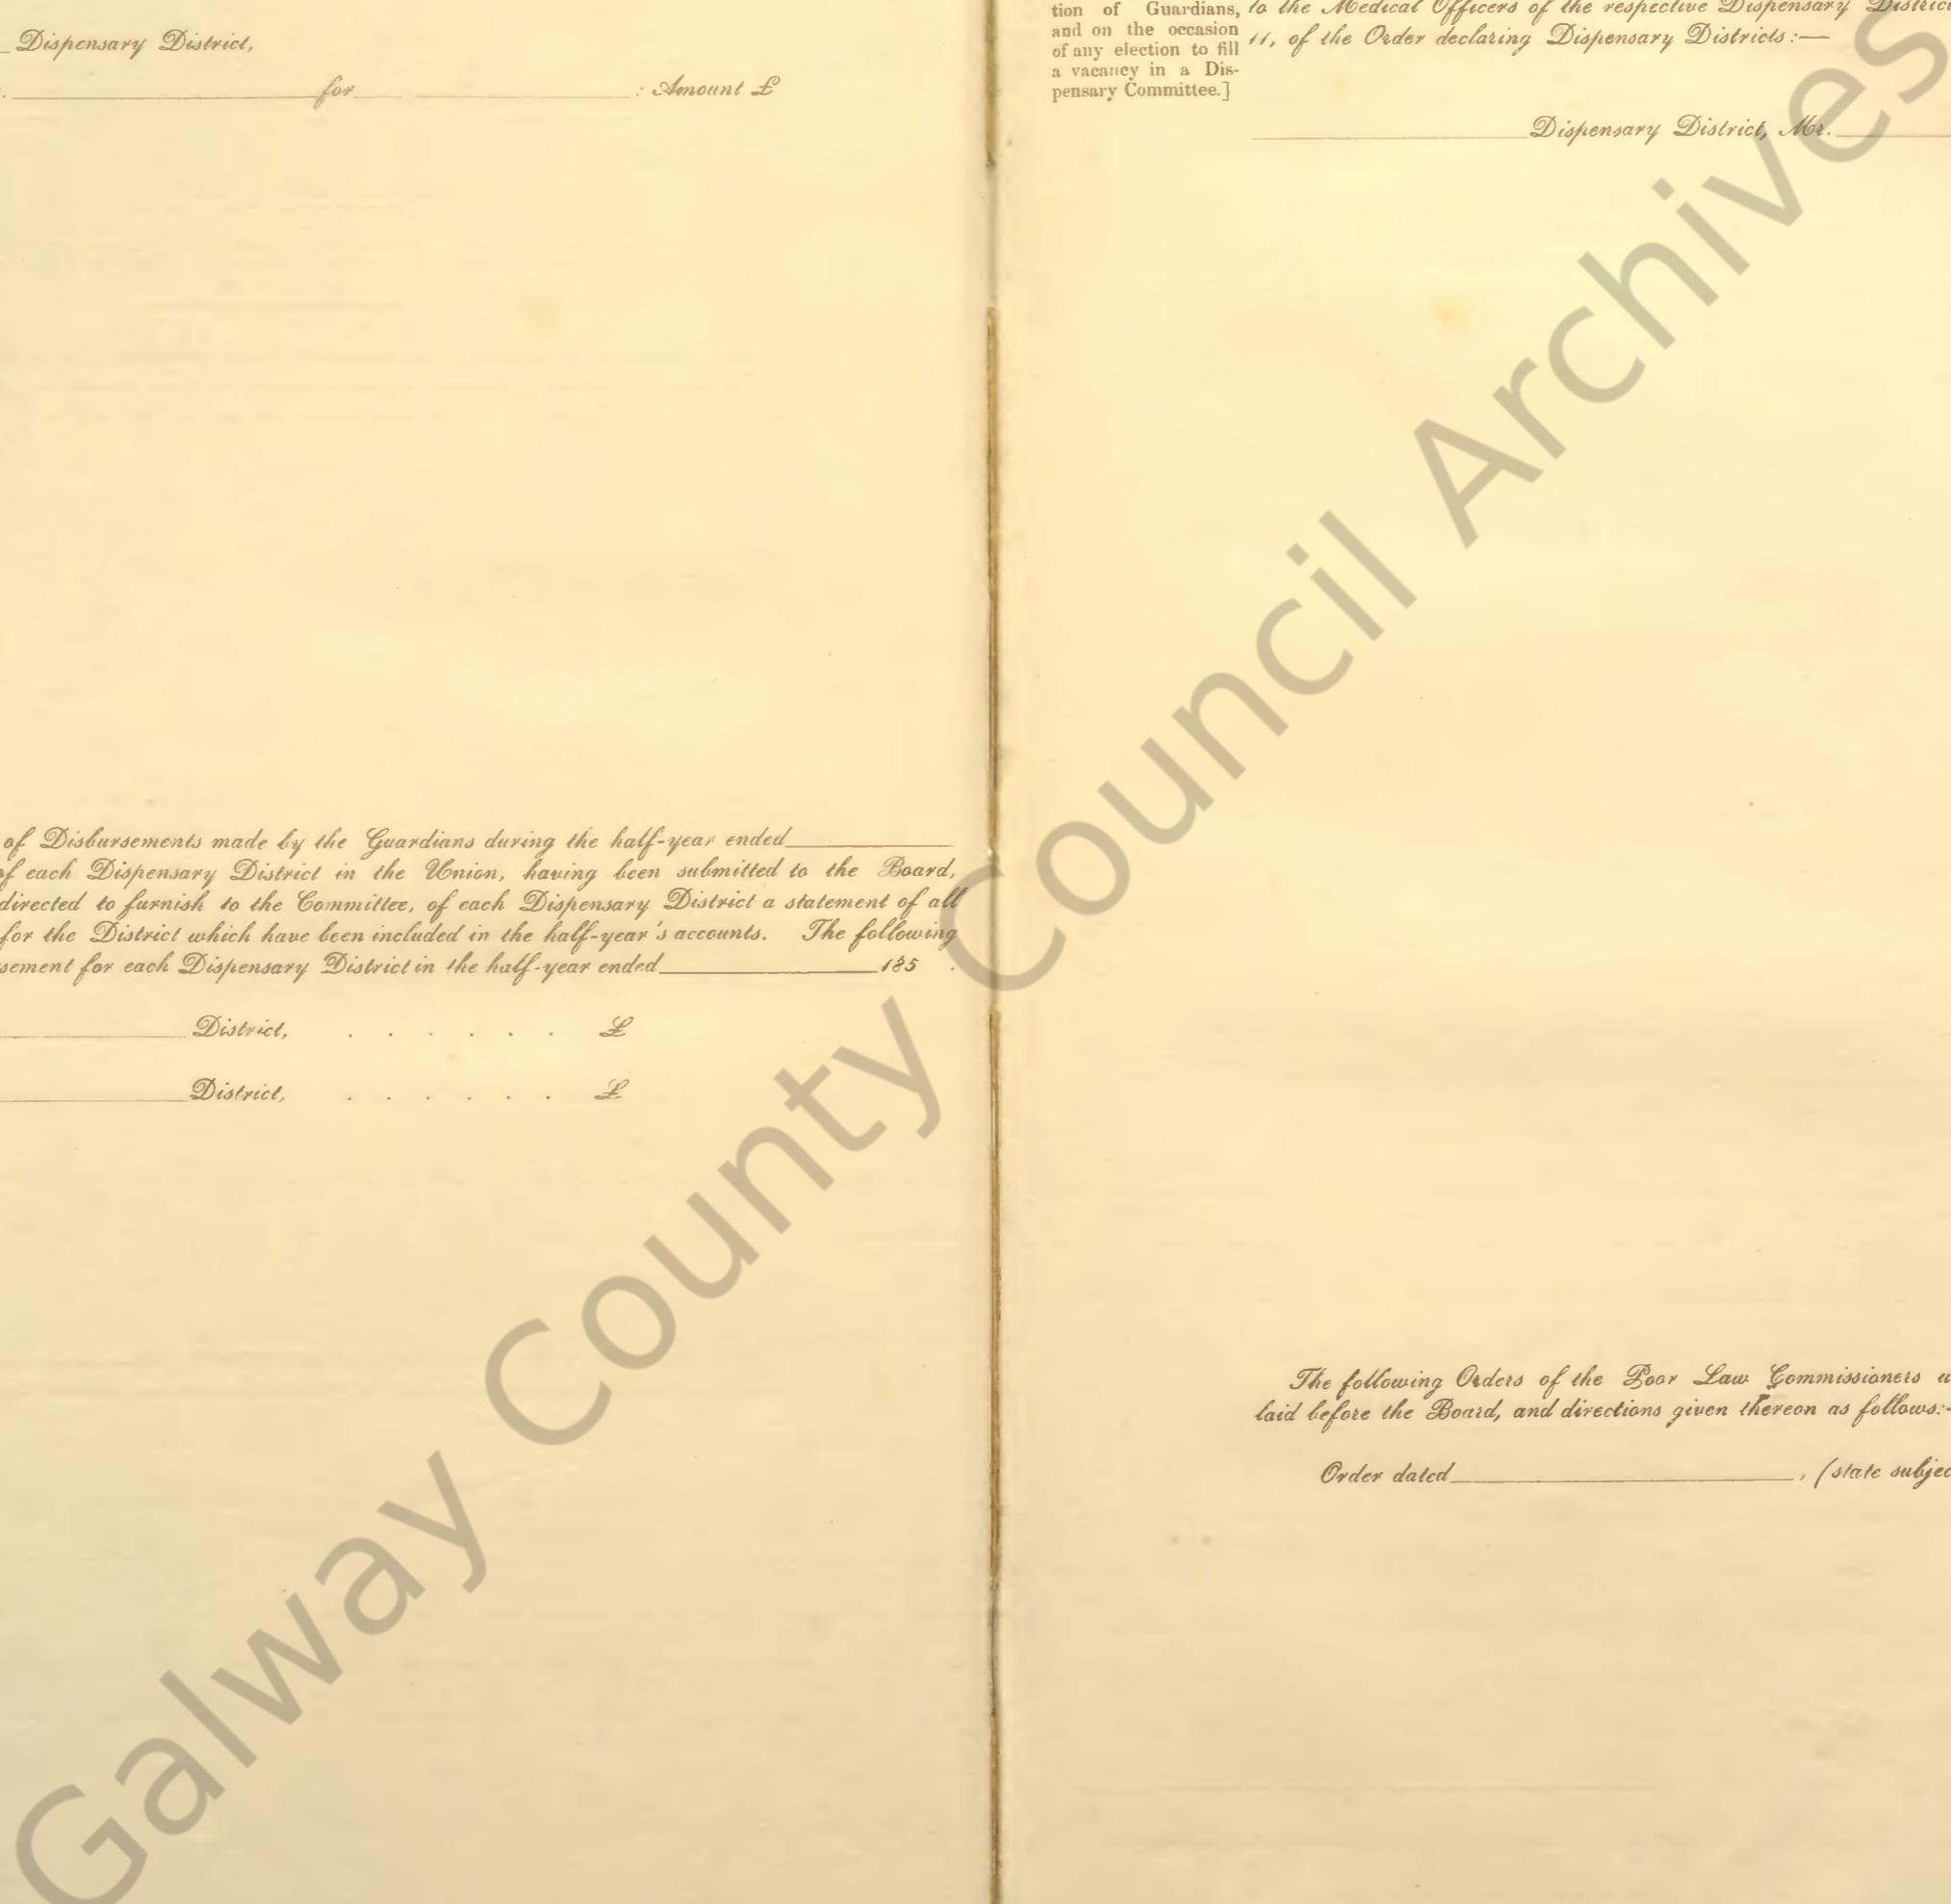 Dispensary District,
for : Amount £
of Disbursements made by the Guardians during the half-year ended
of each Dispensary District in the Union, having been submitted to the Board,
directed to furnish to the Committee, of each Dispensary District a statement of all
for the District which have been included in the half-year's accounts. The following
sement for each Dispensary District in the half-year ended 185 .
District, . . . . . . £
District, . . . . . . £
tion of Guardians,
and on the occasion
of any election to fill
a vacancy in a Dis-
pensary Committee.]
to the Medical Officers of the respective Dispensary District
11, of the Order declaring Dispensary Districts:—
Dispensary District, Mr.
The following Orders of the Poor Law Commissioners
laid before the Board, and directions given thereon as follows:-
Order dated , (state subjec
Galway County Council Archives